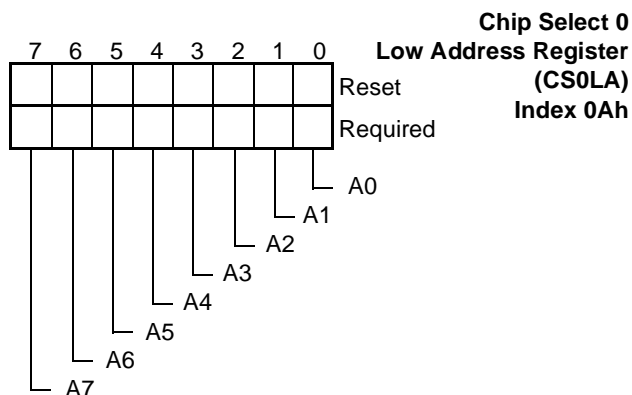 Chip Select 0
Low Address Register
(CS0LA)
Index 0Ah
7 6 5 4 3 2 1 0
Reset
Required
A0
A1
A2
A3
A4
A5
A6
A7